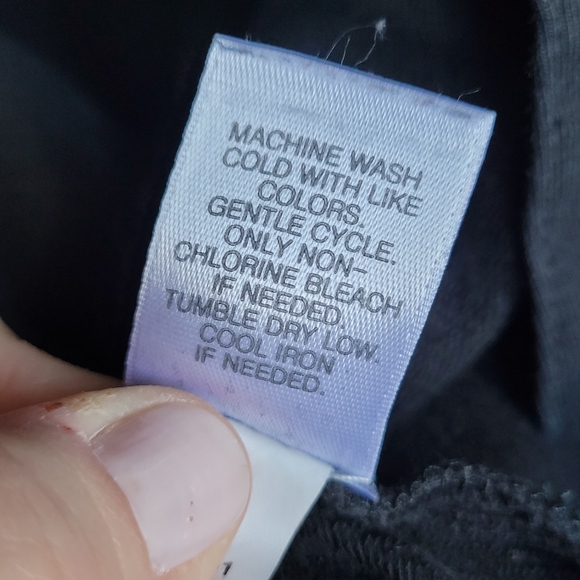 MACHINE WASH
COLD WITH LIKE
COLORS.
GENTLE CYCLE.
ONLY NON-
CHLORINE BLEACH
IF NEEDED.
TUMBLE DRY LOW.
COOL IRON
IF NEEDED.
1